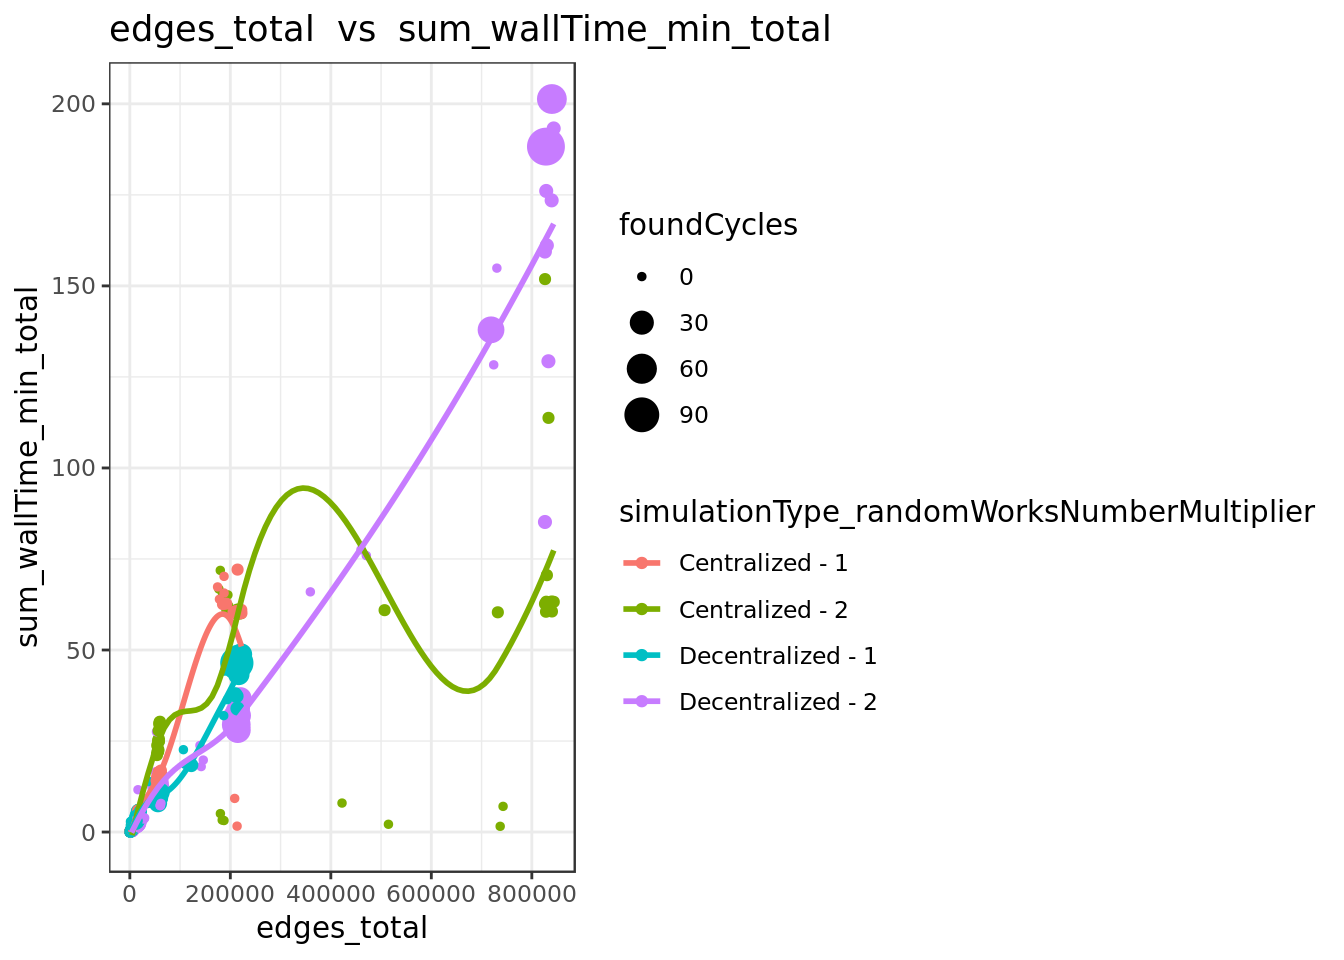 edges_total  vs  sum_wallTime_min_total
sum_wallTime_min_total
200
150
100
50
0
0 200000 400000 600000 800000
edges_total
foundCycles
0
30
60
90
simulationType_randomWorksNumberMultiplier
Centralized - 1
Centralized - 2
Decentralized - 1
Decentralized - 2